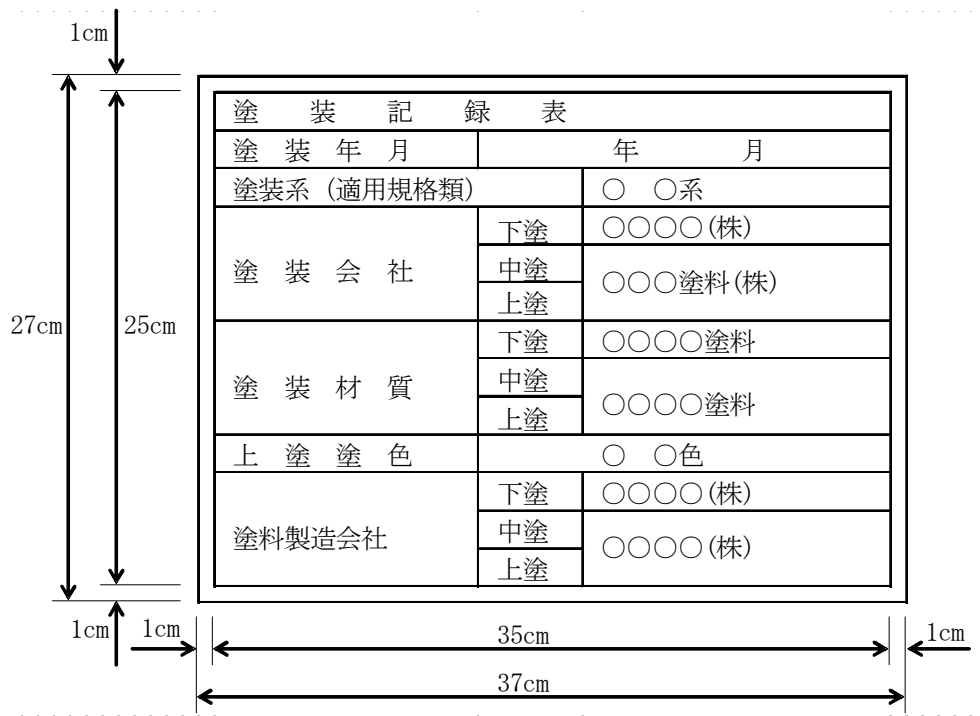 1cm
塗装記録表
塗装年月 年 月
塗装系(適用規格類) ○ ○系
塗装会社 下塗 ○○○○(株)
中塗 ○○○塗料(株)
上塗
塗装材質 下塗 ○○○○塗料
中塗 ○○○○塗料
上塗
上塗塗色 ○ ○色
塗料製造会社 下塗 ○○○○(株)
中塗 ○○○○(株)
上塗
27cm
25cm
1cm
1cm
35cm
1cm
37cm